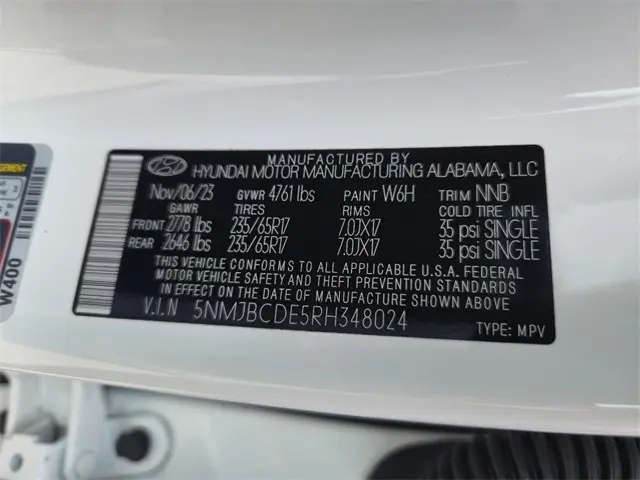 MANUFACTURED BY
HYUNDAI MOTOR MANUFACTURING ALABAMA, LLC
Nov/06/23 GVWR 4761 lbs PAINT W6H TRIM NNB
GAWR TIRES RIMS COLD TIRE INFL
FRONT 2778 lbs 235/65R17 7.0JX17 35 psi SINGLE
REAR 2646 lbs 235/65R17 7.0JX17 35 psi SINGLE
THIS VEHICLE CONFORMS TO ALL APPLICABLE U.S.A. FEDERAL
MOTOR VEHICLE SAFETY AND THEFT PREVENTION STANDARDS
IN EFFECT ON THE DATE OF MANUFACTURE SHOWN ABOVE.
V.I.N 5NMJBCDE5RH348024
TYPE: MPV
W400